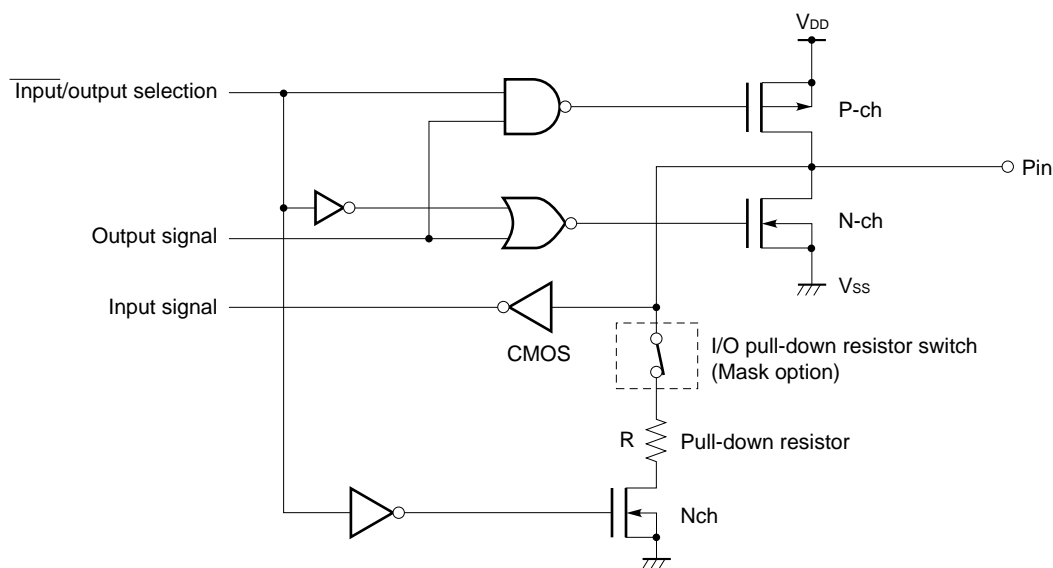 VDD
Input/output selection
P-ch
Pin
N-ch
Output signal
VSS
Input signal
CMOS
I/O pull-down resistor switch
(Mask option)
R
Pull-down resistor
Nch